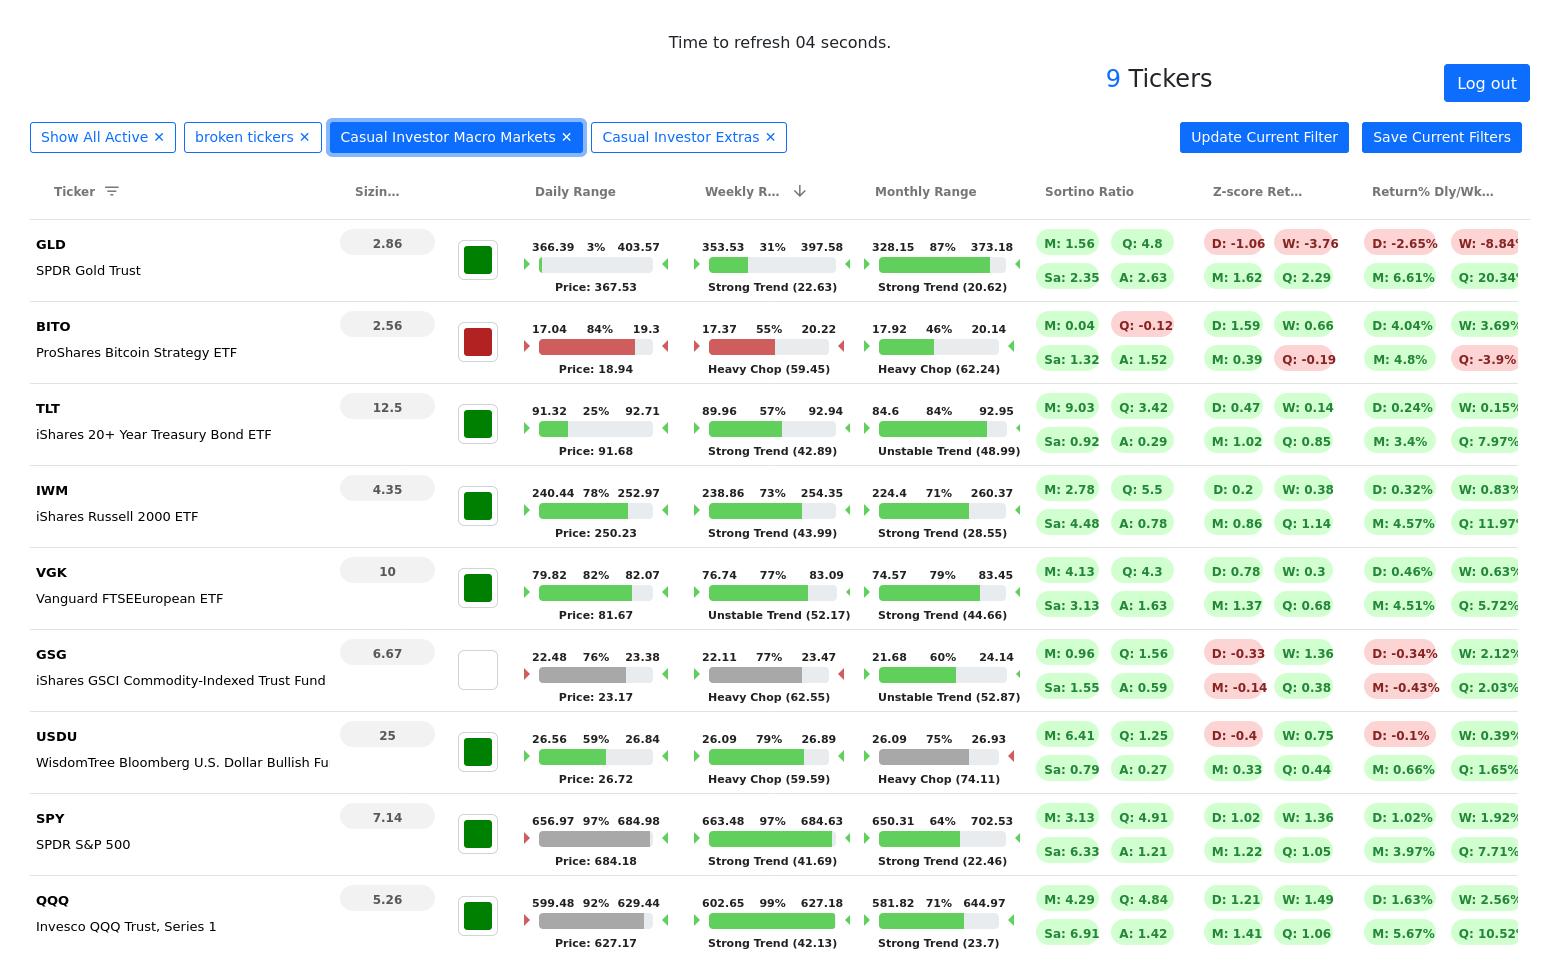 Time to refresh 04 seconds.
9 Tickers
Log out
Show All Active ✕ broken tickers ✕ Casual Investor Macro Markets ✕ Casual Investor Extras ✕ Update Current Filter Save Current Filters
Ticker Sizin… Daily Range Weekly R… Monthly Range Sortino Ratio Z-score Ret… Return% Dly/Wk…
GLD 2.86 366.39 3% 403.57 353.53 31% 397.58 328.15 87% 373.18 M: 1.56 Q: 4.8 D: -1.06 W: -3.76 D: -2.65% W: -8.84%
SPDR Gold Trust Price: 367.53 Strong Trend (22.63) Strong Trend (20.62) Sa: 2.35 A: 2.63 M: 1.62 Q: 2.29 M: 6.61% Q: 20.34%
BITO 2.56 17.04 84% 19.3 17.37 55% 20.22 17.92 46% 20.14 M: 0.04 Q: -0.12 D: 1.59 W: 0.66 D: 4.04% W: 3.69%
ProShares Bitcoin Strategy ETF Price: 18.94 Heavy Chop (59.45) Heavy Chop (62.24) Sa: 1.32 A: 1.52 M: 0.39 Q: -0.19 M: 4.8% Q: -3.9%
TLT 12.5 91.32 25% 92.71 89.96 57% 92.94 84.6 84% 92.95 M: 9.03 Q: 3.42 D: 0.47 W: 0.14 D: 0.24% W: 0.15%
iShares 20+ Year Treasury Bond ETF Price: 91.68 Strong Trend (42.89) Unstable Trend (48.99) Sa: 0.92 A: 0.29 M: 1.02 Q: 0.85 M: 3.4% Q: 7.97%
IWM 4.35 240.44 78% 252.97 238.86 73% 254.35 224.4 71% 260.37 M: 2.78 Q: 5.5 D: 0.2 W: 0.38 D: 0.32% W: 0.83%
iShares Russell 2000 ETF Price: 250.23 Strong Trend (43.99) Strong Trend (28.55) Sa: 4.48 A: 0.78 M: 0.86 Q: 1.14 M: 4.57% Q: 11.97%
VGK 10 79.82 82% 82.07 76.74 77% 83.09 74.57 79% 83.45 M: 4.13 Q: 4.3 D: 0.78 W: 0.3 D: 0.46% W: 0.63%
Vanguard FTSEEuropean ETF Price: 81.67 Unstable Trend (52.17) Strong Trend (44.66) Sa: 3.13 A: 1.63 M: 1.37 Q: 0.68 M: 4.51% Q: 5.72%
GSG 6.67 22.48 76% 23.38 22.11 77% 23.47 21.68 60% 24.14 M: 0.96 Q: 1.56 D: -0.33 W: 1.36 D: -0.34% W: 2.12%
iShares GSCI Commodity-Indexed Trust Fund Price: 23.17 Heavy Chop (62.55) Unstable Trend (52.87) Sa: 1.55 A: 0.59 M: -0.14 Q: 0.38 M: -0.43% Q: 2.03%
USDU 25 26.56 59% 26.84 26.09 79% 26.89 26.09 75% 26.93 M: 6.41 Q: 1.25 D: -0.4 W: 0.75 D: -0.1% W: 0.39%
WisdomTree Bloomberg U.S. Dollar Bullish Fu Price: 26.72 Heavy Chop (59.59) Heavy Chop (74.11) Sa: 0.79 A: 0.27 M: 0.33 Q: 0.44 M: 0.66% Q: 1.65%
SPY 7.14 656.97 97% 684.98 663.48 97% 684.63 650.31 64% 702.53 M: 3.13 Q: 4.91 D: 1.02 W: 1.36 D: 1.02% W: 1.92%
SPDR S&P 500 Price: 684.18 Strong Trend (41.69) Strong Trend (22.46) Sa: 6.33 A: 1.21 M: 1.22 Q: 1.05 M: 3.97% Q: 7.71%
QQQ 5.26 599.48 92% 629.44 602.65 99% 627.18 581.82 71% 644.97 M: 4.29 Q: 4.84 D: 1.21 W: 1.49 D: 1.63% W: 2.56%
Invesco QQQ Trust, Series 1 Price: 627.17 Strong Trend (42.13) Strong Trend (23.7) Sa: 6.91 A: 1.42 M: 1.41 Q: 1.06 M: 5.67% Q: 10.52%